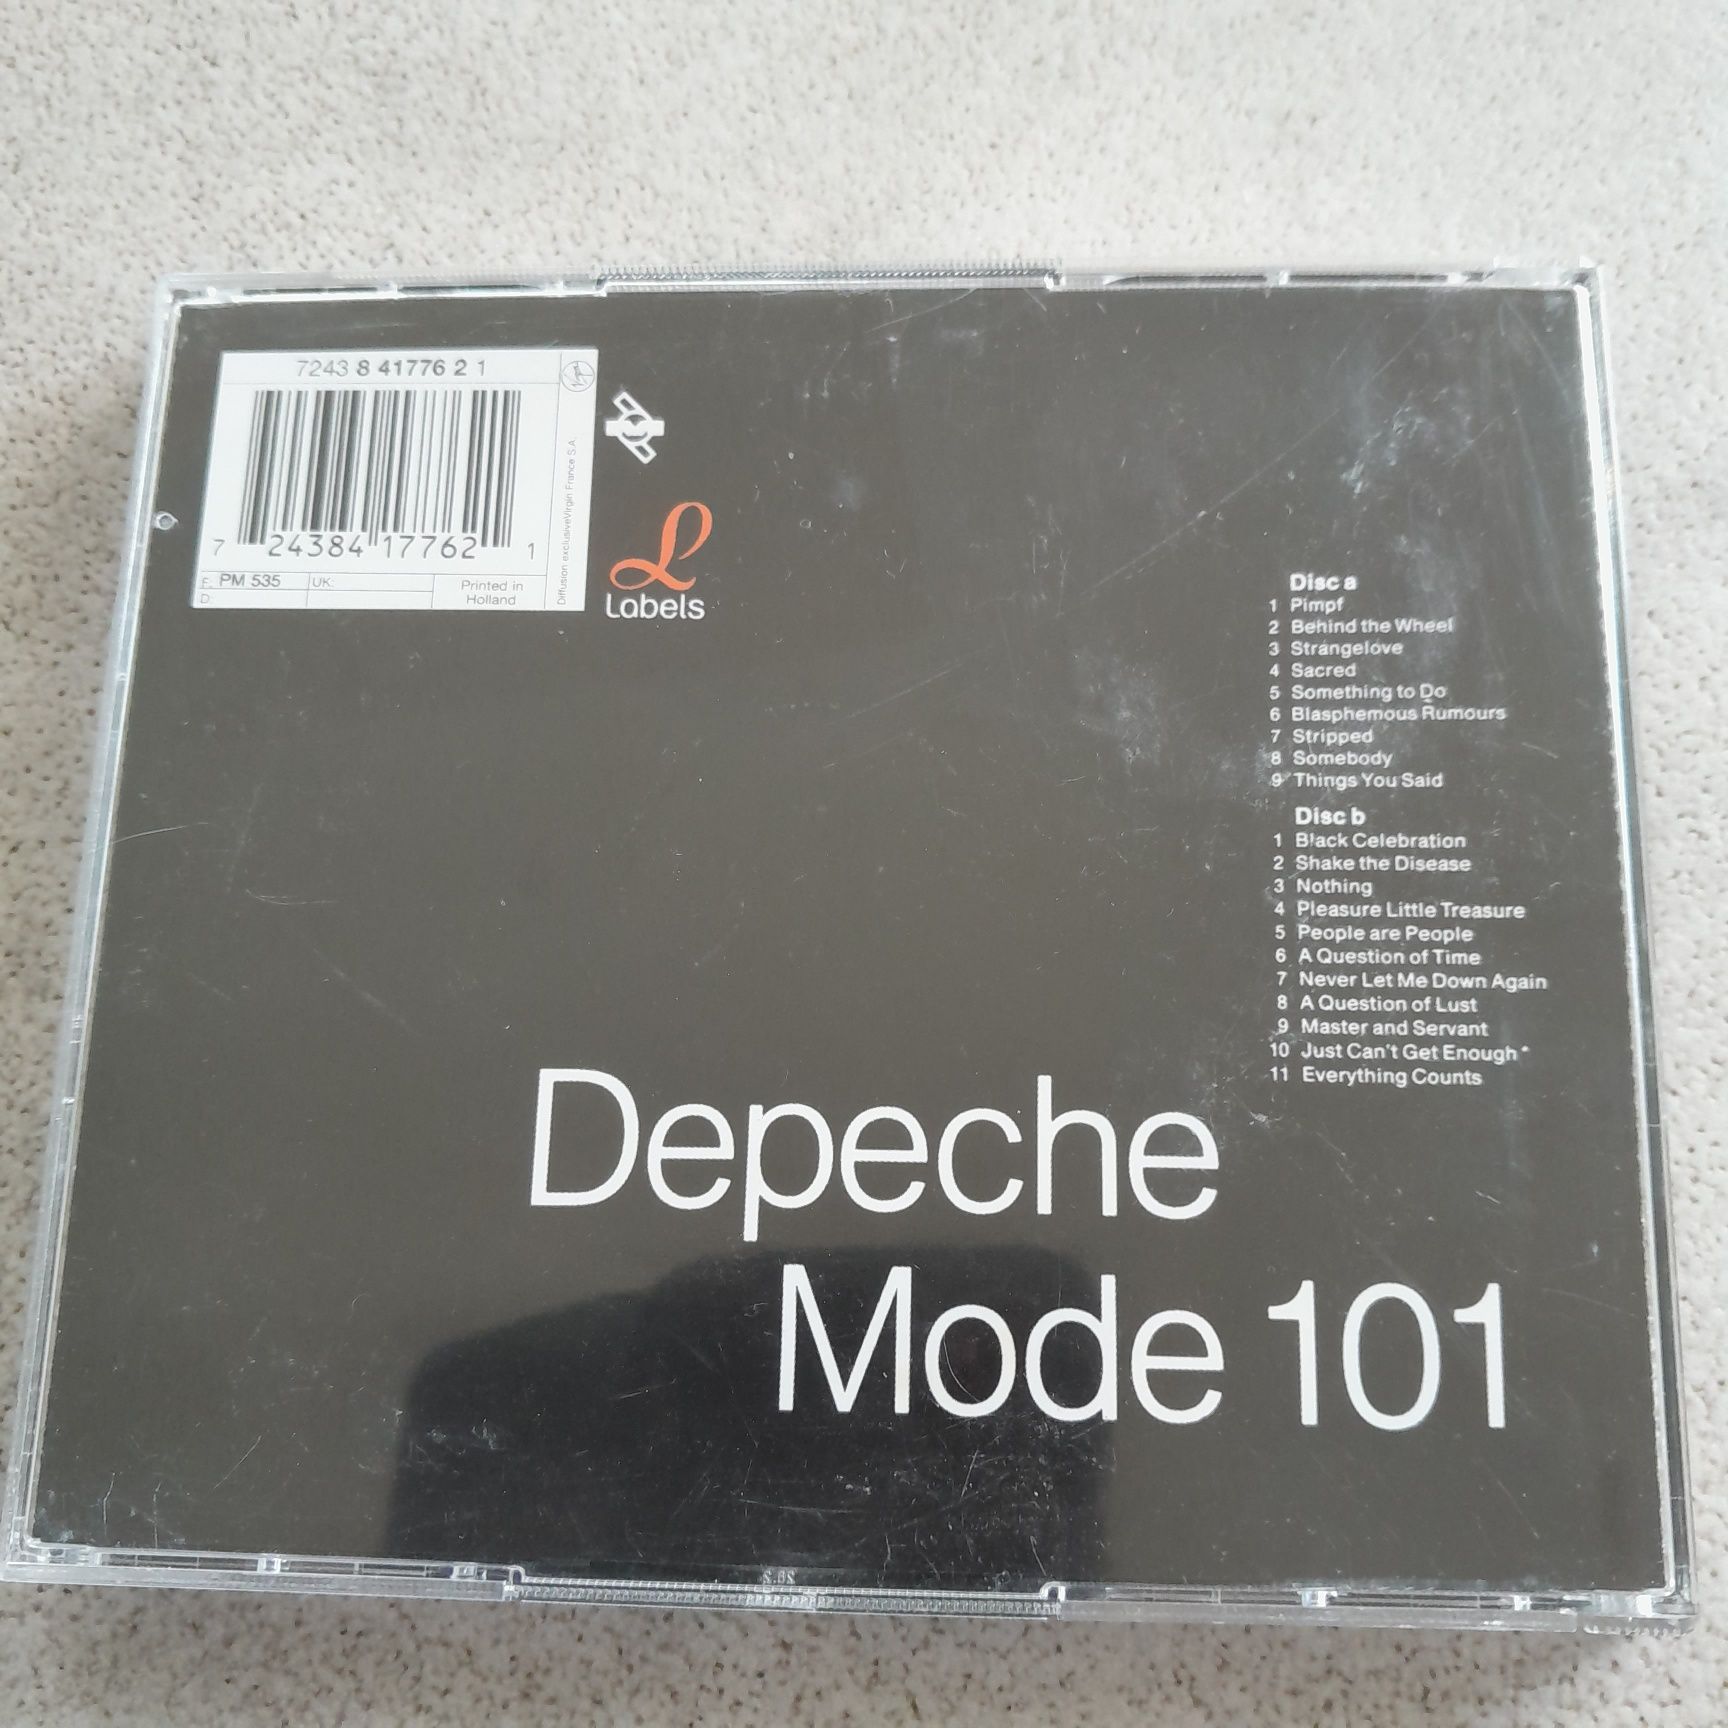 7243 8 41776 2 1
Virgin
7 24384 17762 1
F: PM 535
UK:
D:
Printed in
Holland
Diffusion exclusive Virgin France S.A.
L
Labels
Disc a
1 Pimpf
2 Behind the Wheel
3 Strangelove
4 Sacred
5 Something to Do
6 Blasphemous Rumours
7 Stripped
8 Somebody
9 Things You Said
Disc b
1 Black Celebration
2 Shake the Disease
3 Nothing
4 Pleasure Little Treasure
5 People are People
6 A Question of Time
7 Never Let Me Down Again
8 A Question of Lust
9 Master and Servant
10 Just Can't Get Enough*
11 Everything Counts
Depeche
Mode 101